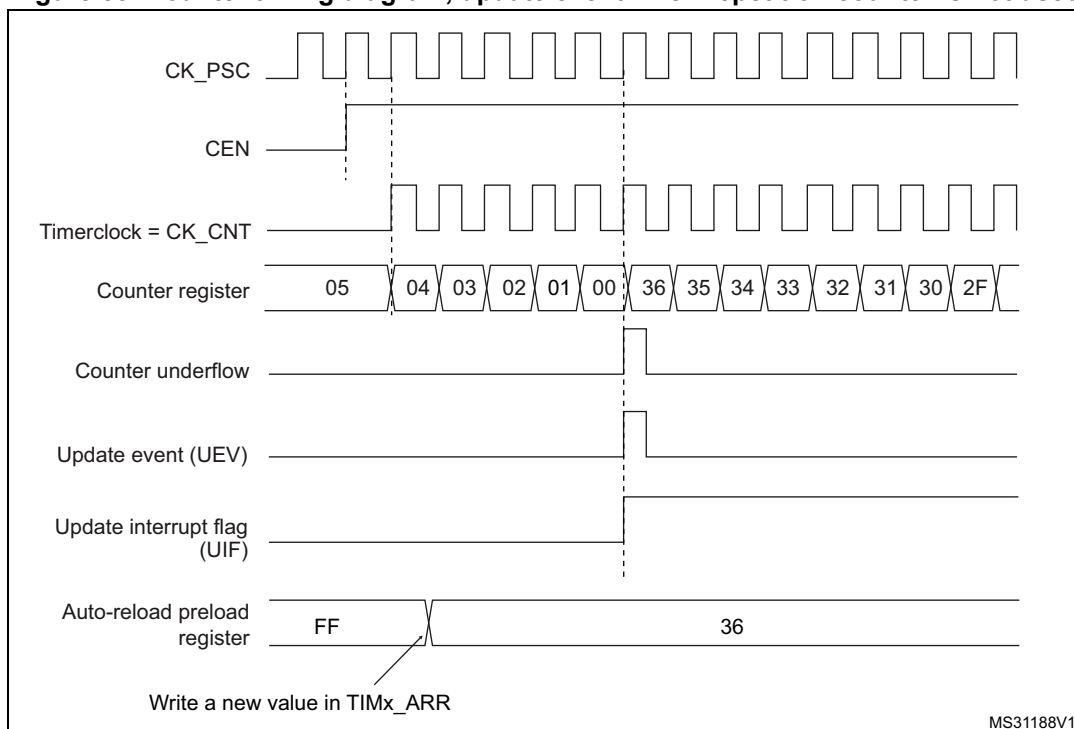 CK_PSC
CEN
Timerclock = CK_CNT
Counter register 05 04 03 02 01 00 36 35 34 33 32 31 30 2F
Counter underflow
Update event (UEV)
Update interrupt flag
(UIF)
Auto-reload preload
register
FF 36
Write a new value in TIMx_ARR
MS31188V1